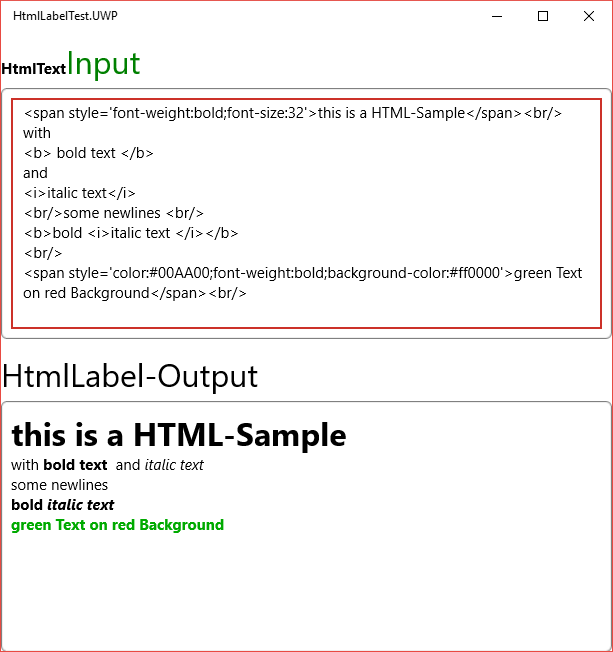 HtmlLabelTest.UWP
HtmlTextInput
<span style='font-weight:bold;font-size:32'>this is a HTML-Sample</span><br/>
with
<b> bold text </b>
and
<i>italic text</i>
<br/>some newlines <br/>
<b>bold <i>italic text </i></b>
<br/>
<span style='color:#00AA00;font-weight:bold;background-color:#ff0000'>green Text
on red Background</span><br/>
HtmlLabel-Output
this is a HTML-Sample
with bold text  and italic text
some newlines
bold italic text
green Text on red Background